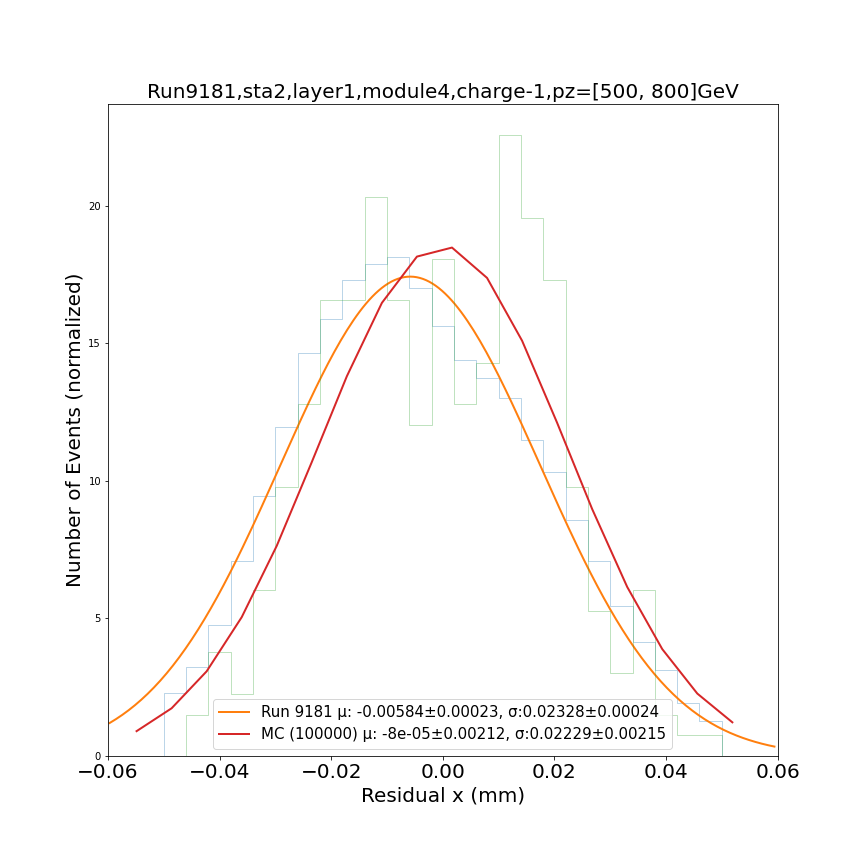 Run9181,sta2,layer1,module4,charge-1,pz=[500, 800]GeV
Number of Events (normalized)
20
15
10
5
0
Run 9181 μ: -0.00584±0.00023, σ:0.02328±0.00024
MC (100000) μ: -8e-05±0.00212, σ:0.02229±0.00215
−0.06 −0.04 −0.02 0.00 0.02 0.04 0.06
Residual x (mm)